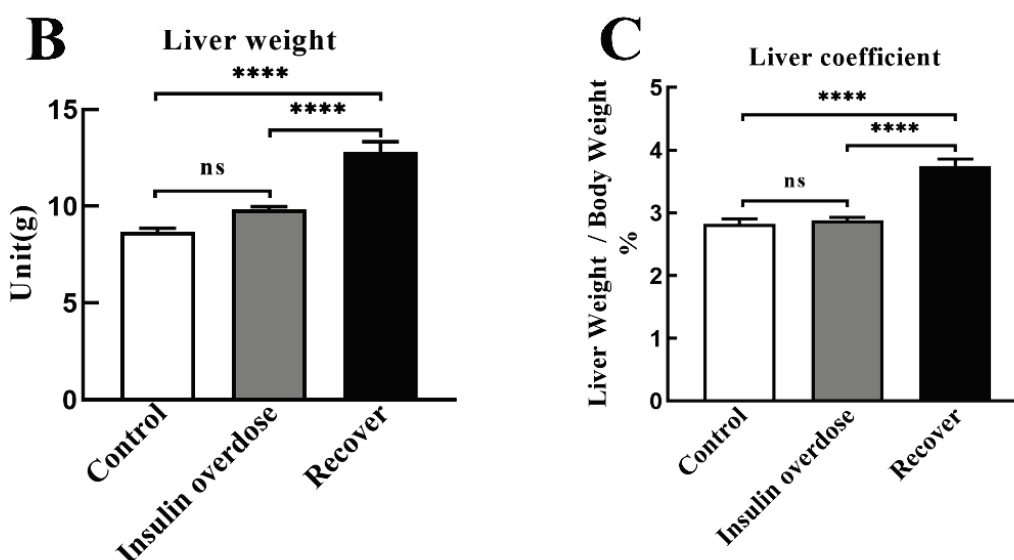 B
Liver weight
****
****
ns
Unit(g)
15
10
5
0
Control
Insulin overdose
Recover
C
Liver coefficient
****
****
ns
Liver Weight / Body Weight
%
5
4
3
2
1
0
Control
Insulin overdose
Recover